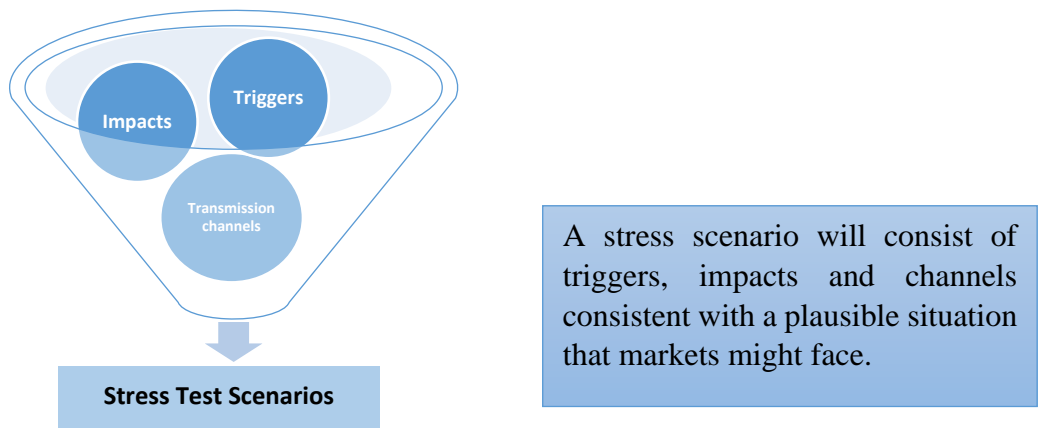 Triggers
Impacts
Transmission
channels
Stress Test Scenarios
A stress scenario will consist of
triggers, impacts and channels
consistent with a plausible situation
that markets might face.